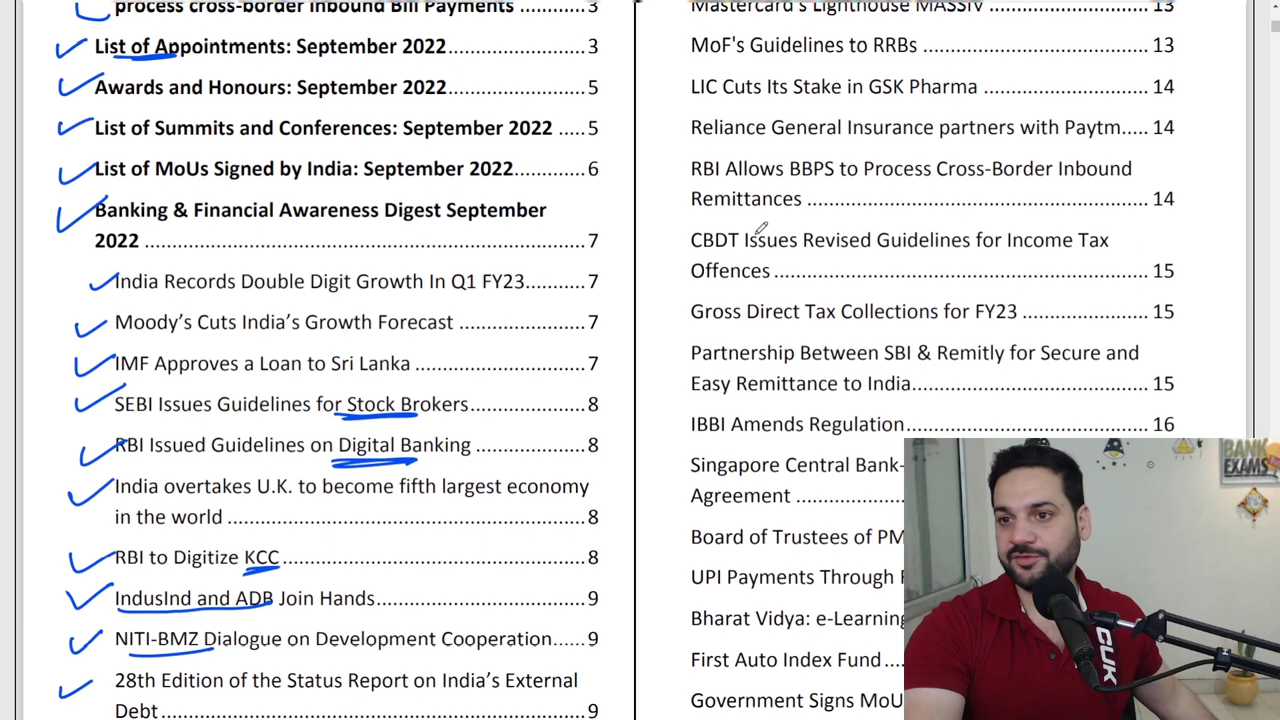 process cross-border inbound Bill Payments ................ 3
List of Appointments: September 2022 ........................ 3
Awards and Honours: September 2022 ........................ 5
List of Summits and Conferences: September 2022 ..... 5
List of MoUs Signed by India: September 2022 ............. 6
Banking & Financial Awareness Digest September
2022 ............................................................................ 7
India Records Double Digit Growth In Q1 FY23 ........... 7
Moody’s Cuts India’s Growth Forecast ....................... 7
IMF Approves a Loan to Sri Lanka .............................. 7
SEBI Issues Guidelines for Stock Brokers .................... 8
RBI Issued Guidelines on Digital Banking ................... 8
India overtakes U.K. to become fifth largest economy
in the world .............................................................. 8
RBI to Digitize KCC .................................................... 8
IndusInd and ADB Join Hands .................................... 9
NITI-BMZ Dialogue on Development Cooperation ...... 9
28th Edition of the Status Report on India’s External
Debt ......................................................................... 9
Mastercard's Lighthouse MASSIV ............................. 13
MoF's Guidelines to RRBs ........................................ 13
LIC Cuts Its Stake in GSK Pharma ............................. 14
Reliance General Insurance partners with Paytm ..... 14
RBI Allows BBPS to Process Cross-Border Inbound
Remittances ............................................................ 14
CBDT Issues Revised Guidelines for Income Tax
Offences ................................................................. 15
Gross Direct Tax Collections for FY23 ...................... 15
Partnership Between SBI & Remitly for Secure and
Easy Remittance to India ......................................... 15
IBBI Amends Regulation .......................................... 16
Singapore Central Bank-
Agreement ....................
Board of Trustees of PM
UPI Payments Through
Bharat Vidya: e-Learning
First Auto Index Fund ...
Government Signs MoU
BANK
EXAMS